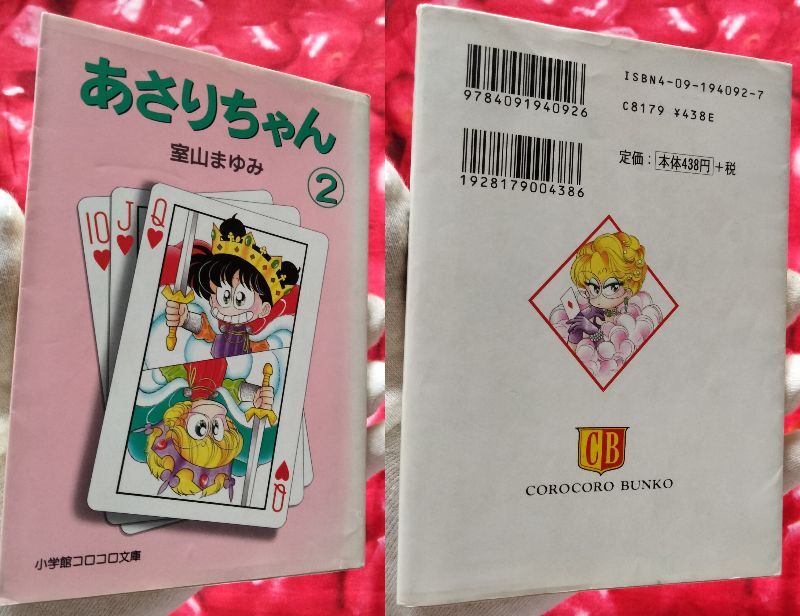 あさりちゃん
室山まゆみ
②
10
J
Q
Q
小学館コロコロ文庫
9784091940926
ISBN4-09-194092-7
C8179 ¥438E
1928179004386
定価：本体438円+税
CB
COROCORO BUNKO